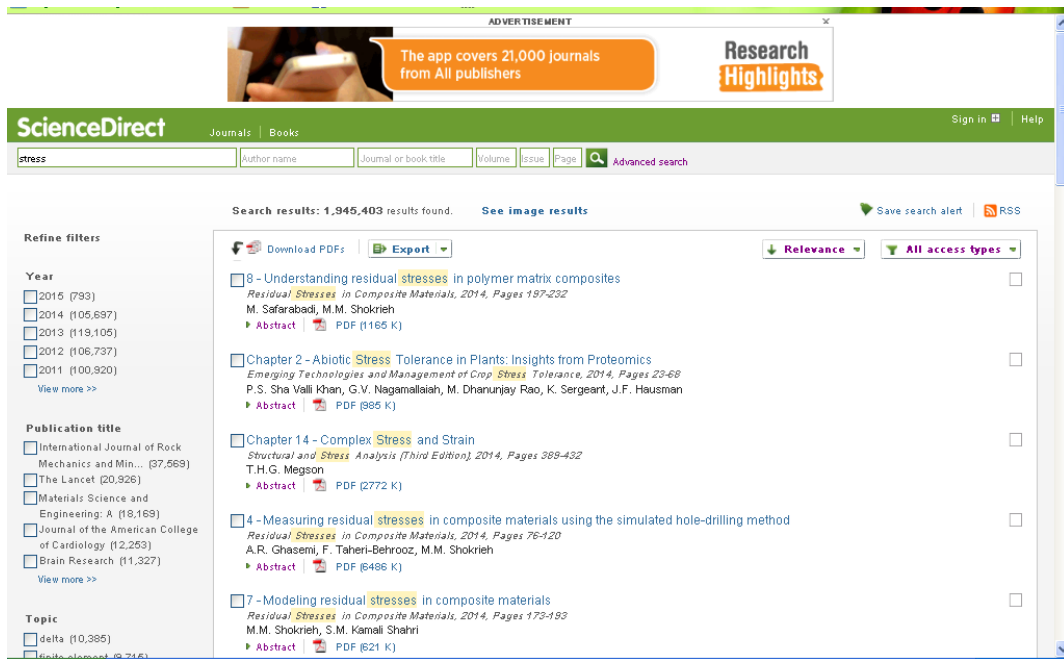 ADVERTISEMENT
The app covers 21,000 journals
from All publishers
Research
Highlights
ScienceDirect
Journals | Books
Sign in | Help
stress
Author name
Journal or book title
Volume
Issue
Page
Advanced search
Search results: 1,945,403 results found.
See image results
Save search alert
RSS
Refine filters
Year
2015 (793)
2014 (105,697)
2013 (119,105)
2012 (106,737)
2011 (100,920)
View more >>
Publication title
International Journal of Rock
Mechanics and Min... (37,569)
The Lancet (20,926)
Materials Science and
Engineering: A (18,169)
Journal of the American College
of Cardiology (12,253)
Brain Research (11,327)
View more >>
Topic
delta (10,385)
finite element (9,715)
Download PDFs
Export
Relevance
All access types
8 - Understanding residual stresses in polymer matrix composites
Residual Stresses in Composite Materials, 2014, Pages 197-232
M. Safarabadi, M.M. Shokrieh
Abstract | PDF (1165 K)
Chapter 2 - Abiotic Stress Tolerance in Plants: Insights from Proteomics
Emerging Technologies and Management of Crop Stress Tolerance, 2014, Pages 23-68
P.S. Sha Valli Khan, G.V. Nagamallaiah, M. Dhanunjay Rao, K. Sergeant, J.F. Hausman
Abstract | PDF (985 K)
Chapter 14 - Complex Stress and Strain
Structural and Stress Analysis (Third Edition), 2014, Pages 389-432
T.H.G. Megson
Abstract | PDF (2772 K)
4 - Measuring residual stresses in composite materials using the simulated hole-drilling method
Residual Stresses in Composite Materials, 2014, Pages 76-120
A.R. Ghasemi, F. Taheri-Behrooz, M.M. Shokrieh
Abstract | PDF (6486 K)
7 - Modeling residual stresses in composite materials
Residual Stresses in Composite Materials, 2014, Pages 173-193
M.M. Shokrieh, S.M. Kamali Shahri
Abstract | PDF (621 K)